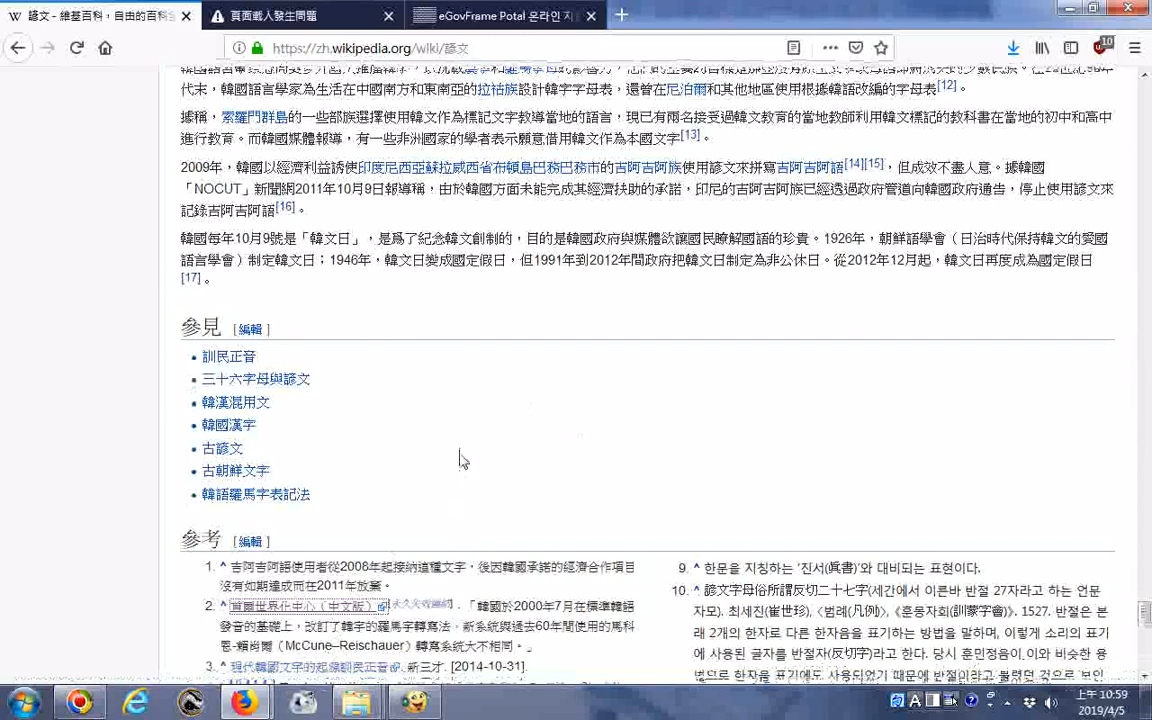 諺文 - 維基百科，自由的百科全
頁面載入發生問題
eGovFrame Potal 온라인 지
https://zh.wikipedia.org/wiki/諺文
10
代末，韓國語言學家為生活在中國南方和東南亞的拉祜族設計韓字字母表，還曾在尼泊爾和其他地區使用根據韓語改編的字母表[12]。
據稱，索羅門群島的一些部族選擇使用韓文作為標記文字教導當地的語言，現已有兩名接受過韓文教育的當地教師利用韓文標記的教科書在當地的初中和高中
進行教育。而韓國媒體報導，有一些非洲國家的學者表示願意借用韓文作為本國文字[13]。
2009年，韓國以經濟利益誘使印度尼西亞蘇拉威西省布頓島巴務巴務市的吉阿吉阿族使用諺文來拼寫吉阿吉阿語[14][15]，但成效不盡人意。據韓國
「NOCUT」新聞網2011年10月9日報導稱，由於韓國方面未能完成其經濟扶助的承諾，印尼的吉阿吉阿族已經透過政府管道向韓國政府通告，停止使用諺文來
記錄吉阿吉阿語[16]。
韓國每年10月9號是「韓文日」，是爲了紀念韓文創制的，目的是韓國政府與媒體欲讓國民瞭解國語的珍貴。1926年，朝鮮語學會（日治時代保持韓文的愛國
語言學會）制定韓文日；1946年，韓文日變成國定假日，但1991年到2012年間政府把韓文日制定為非公休日。從2012年12月起，韓文日再度成為國定假日
[17]。
參見 [編輯]
訓民正音
三十六字母與諺文
韓漢混用文
韓國漢字
古諺文
古朝鮮文字
韓語羅馬字表記法
參考 [編輯]
1. ^ 吉阿吉阿語使用者從2008年起接納這種文字，後因韓國承諾的經濟合作項目
沒有如期達成而在2011年放棄。
2. ^ 首爾世界化中心（中文版）[永久失效連結].「韓國於2000年7月在標準韓語
發音的基礎上，改訂了韓字的羅馬字轉寫法．新系統與過去60年間使用的馬科
恩-賴肖爾（McCune–Reischauer）轉寫系統大不相同。」
3. ^ 現代韓國文字的起源訓民正音. 新三才. [2014-10-31].
9. ^ 한문을 지칭하는 '진서(眞書)'와 대비되는 표현이다.
10. ^ 諺文字母俗所謂反切二十七字(세간에서 이른바 반절 27자라고 하는 언문
자모). 최세진(崔世珍), 〈범례(凡例)〉, 《훈몽자회(訓蒙字會)》. 1527. 반절은 본
래 2개의 한자로 다른 한자음을 표기하는 방법을 말하며, 이렇게 소리의 표기
에 사용된 글자를 반절자(反切字)라고 한다. 당시 훈민정음이, 이와 비슷한 용
법으로 한자음 표기에도 사용되었기 때문에 반절이라고 불렸던 것으로 보인
上午 10:59
2019/4/5